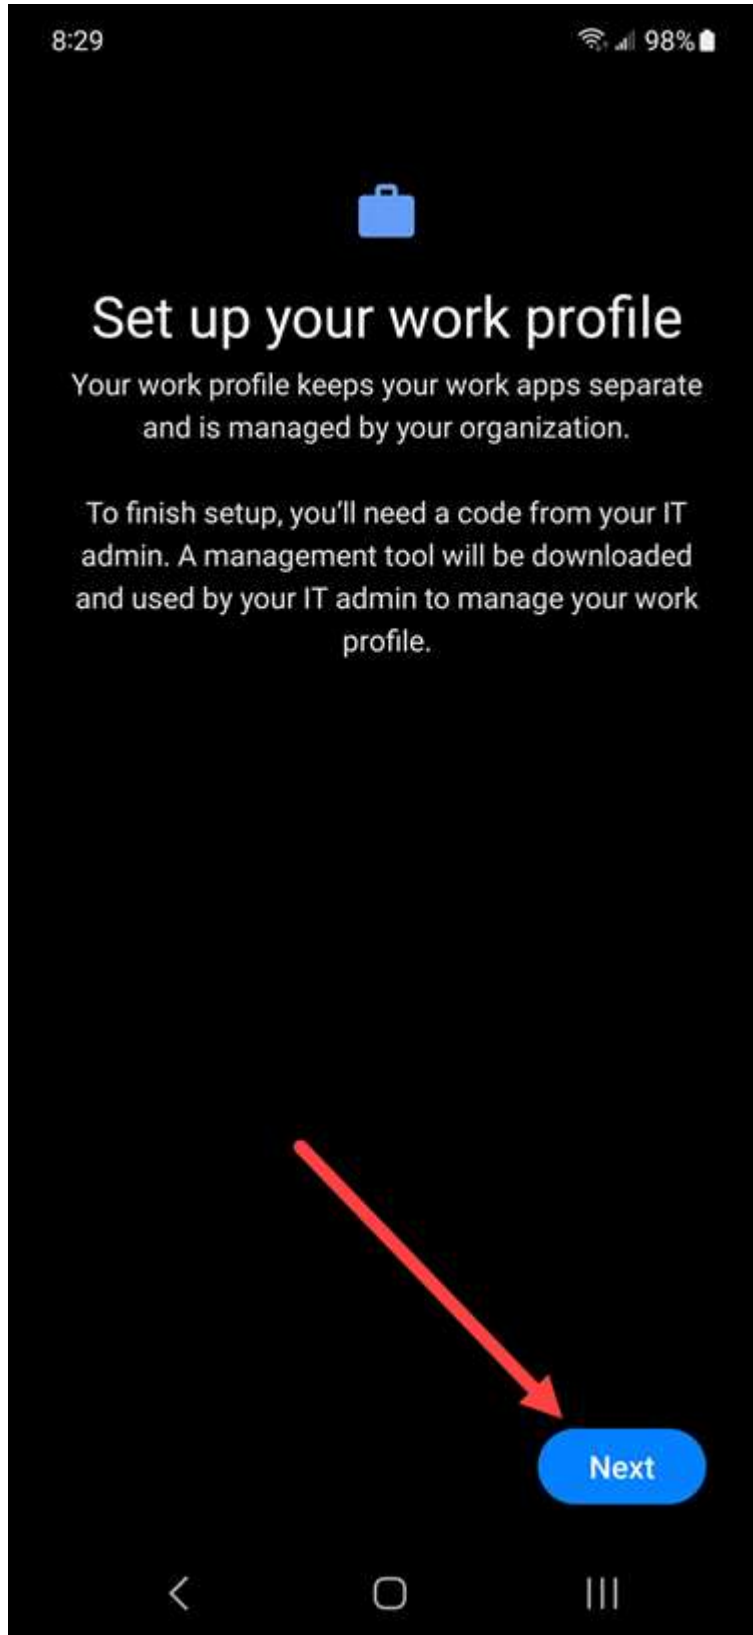 8:29 98%
Set up your work profile
Your work profile keeps your work apps separate
and is managed by your organization.
To finish setup, you'll need a code from your IT
admin. A management tool will be downloaded
and used by your IT admin to manage your work
profile.
Next